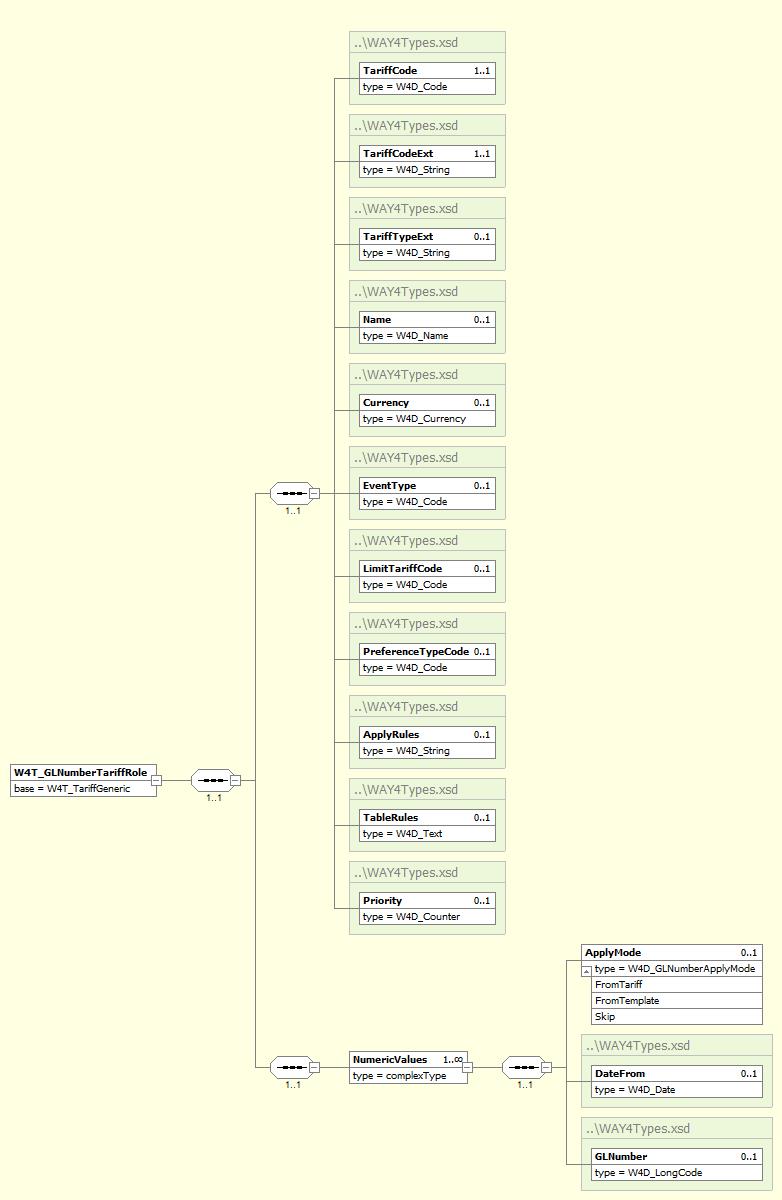 ..\WAY4Types.xsd
TariffCode 1..1
type = W4D_Code
..\WAY4Types.xsd
TariffCodeExt 1..1
type = W4D_String
..\WAY4Types.xsd
TariffTypeExt 0..1
type = W4D_String
..\WAY4Types.xsd
Name 0..1
type = W4D_Name
..\WAY4Types.xsd
Currency 0..1
type = W4D_Currency
..\WAY4Types.xsd
EventType 0..1
type = W4D_Code
1..1
..\WAY4Types.xsd
LimitTariffCode 0..1
type = W4D_Code
..\WAY4Types.xsd
PreferenceTypeCode 0..1
type = W4D_Code
..\WAY4Types.xsd
ApplyRules 0..1
type = W4D_String
W4T_GLNumberTariffRole
base = W4T_TariffGeneric
1..1
..\WAY4Types.xsd
TableRules 0..1
type = W4D_Text
..\WAY4Types.xsd
Priority 0..1
type = W4D_Counter
1..1
NumericValues 1..∞
type = complexType
1..1
ApplyMode 0..1
type = W4D_GLNumberApplyMode
FromTariff
FromTemplate
Skip
..\WAY4Types.xsd
DateFrom 0..1
type = W4D_Date
..\WAY4Types.xsd
GLNumber 0..1
type = W4D_LongCode